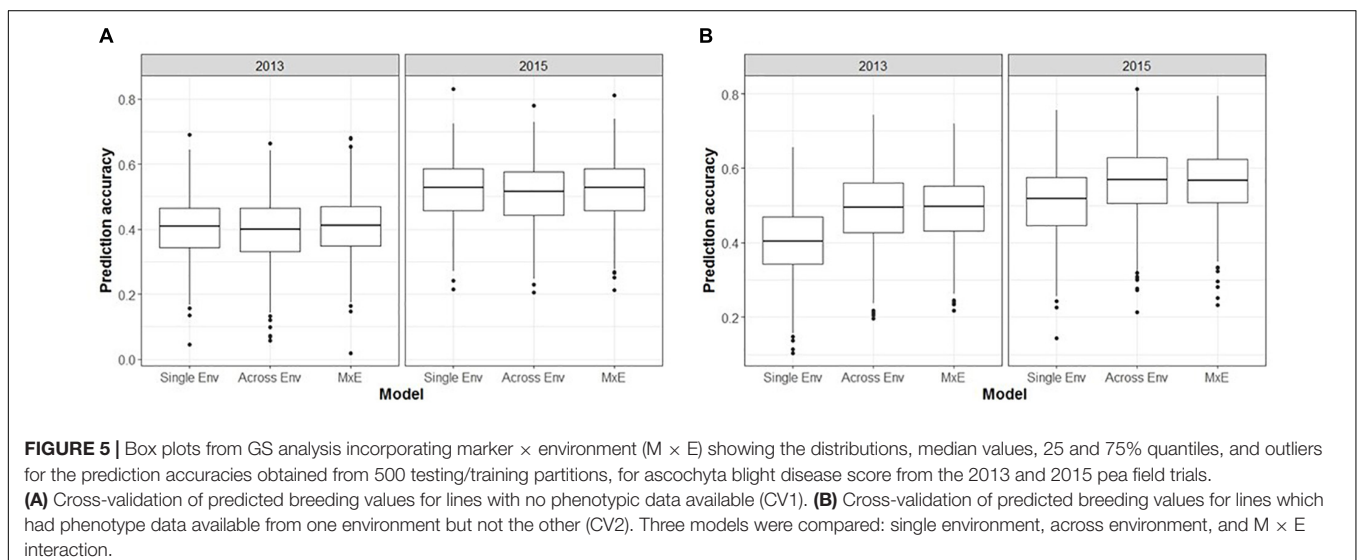 A
B
2013
2015
2013
2015
Prediction accuracy
0.8
0.6
0.4
0.2
0.0
Prediction accuracy
0.8
0.6
0.4
0.2
Single Env
Across Env
MxE
Single Env
Across Env
MxE
Single Env
Across Env
MxE
Single Env
Across Env
MxE
Model
Model
FIGURE 5 | Box plots from GS analysis incorporating marker × environment (M × E) showing the distributions, median values, 25 and 75% quantiles, and outliers
for the prediction accuracies obtained from 500 testing/training partitions, for ascochyta blight disease score from the 2013 and 2015 pea field trials.
(A) Cross-validation of predicted breeding values for lines with no phenotypic data available (CV1). (B) Cross-validation of predicted breeding values for lines which
had phenotype data available from one environment but not the other (CV2). Three models were compared: single environment, across environment, and M × E
interaction.